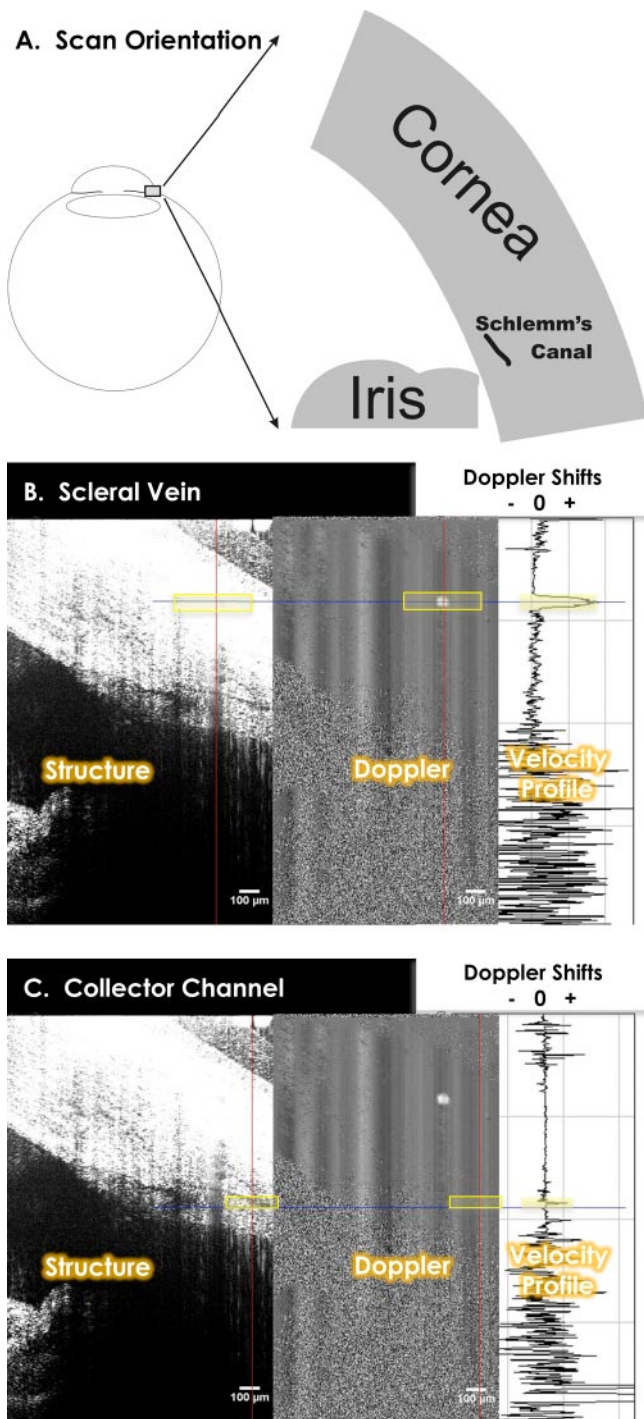 A. Scan Orientation
Cornea
Schlemm's
Canal
Iris
B. Scleral Vein
Doppler Shifts
- 0 +
Structure
Doppler
Velocity
Profile
100 µm
100 µm
C. Collector Channel
Doppler Shifts
- 0 +
Structure
Doppler
Velocity
Profile
100 µm
100 µm